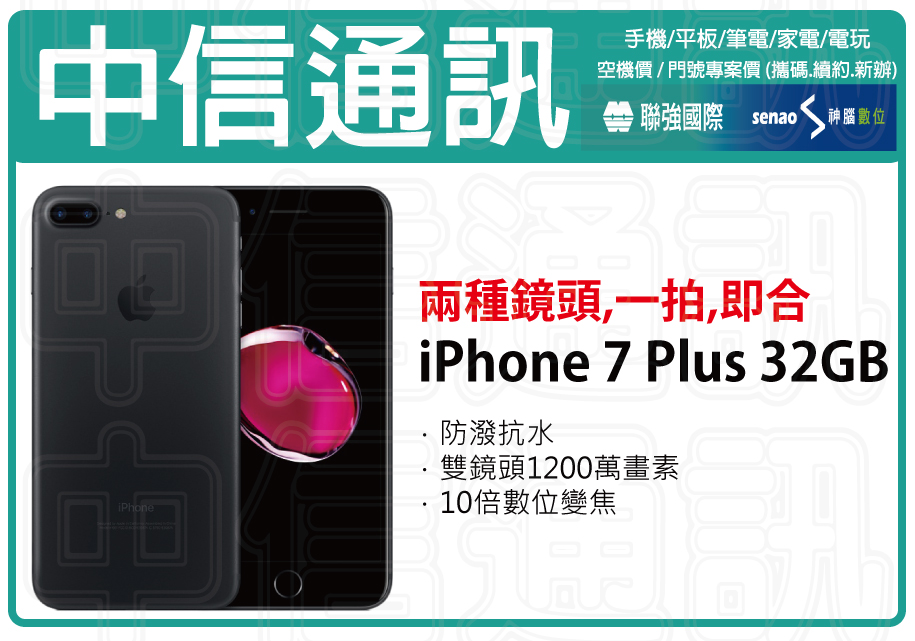 中信通訊
手機/平板/筆電/家電/電玩
空機價 / 門號專案價 (攜碼.續約.新辦)
聯強國際
senao 神腦數位
兩種鏡頭,一拍,即合
iPhone 7 Plus 32GB
· 防潑抗水
· 雙鏡頭1200萬畫素
· 10倍數位變焦
iPhone